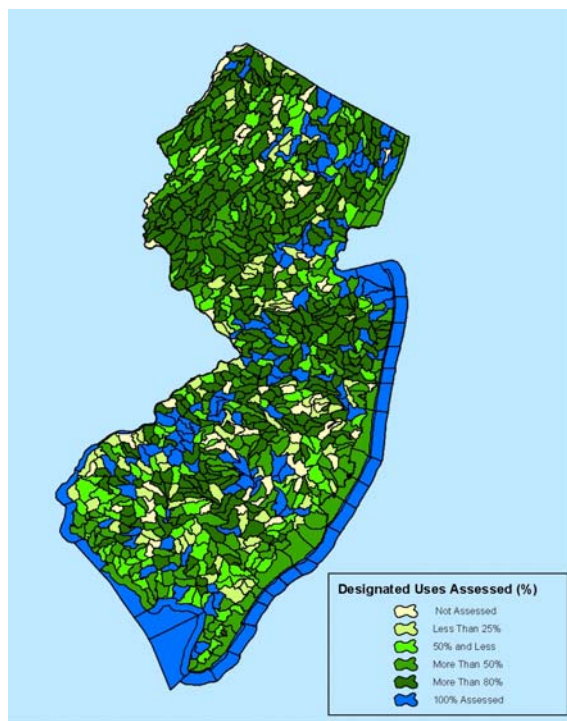 Designated Uses Assessed (%)
Not Assessed
Less Than 25%
50% and Less
More Than 50%
More Than 80%
100% Assessed